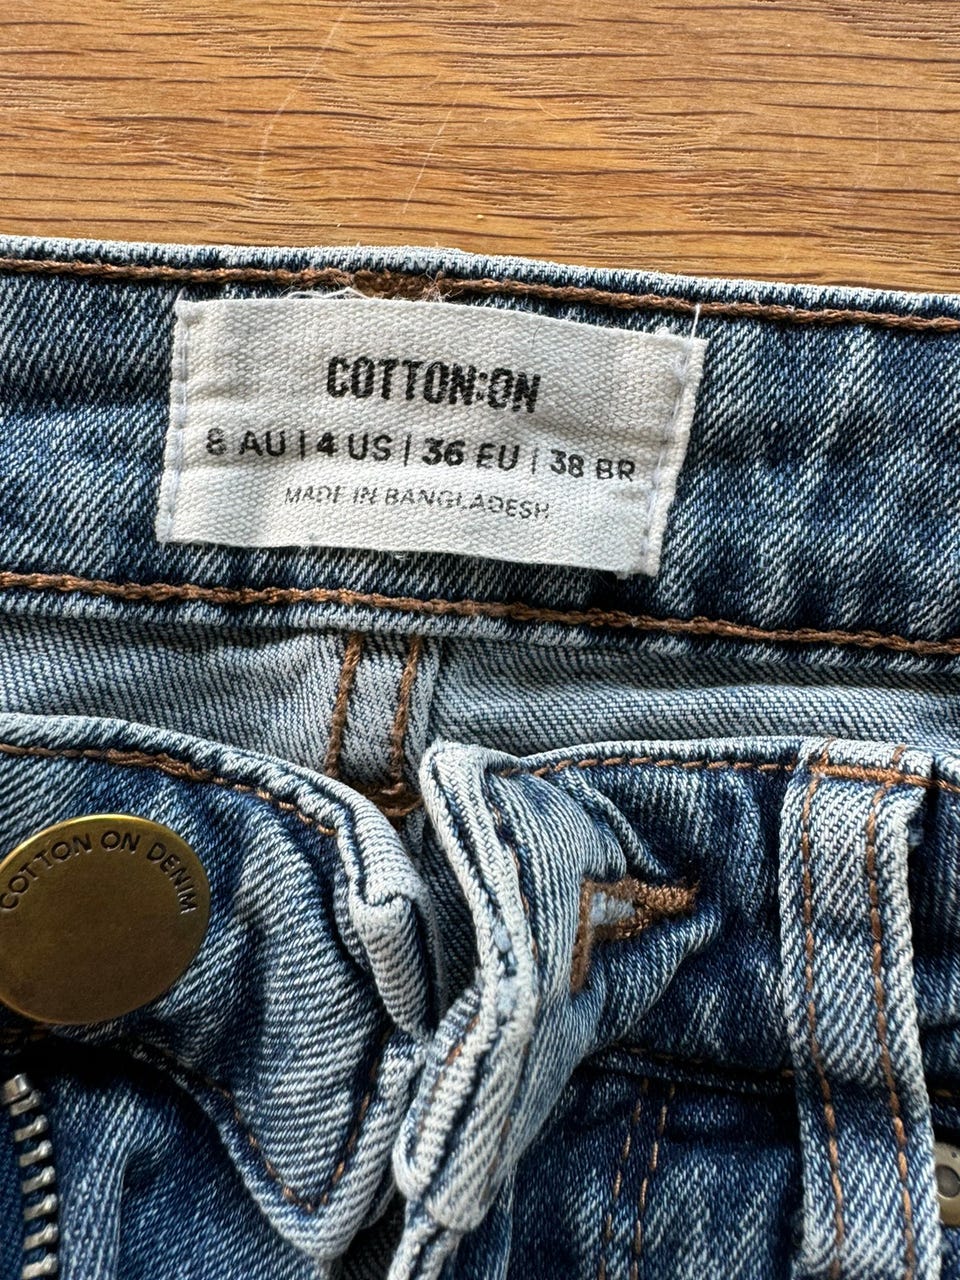 COTTON:ON
8 AU | 4 US | 36 EU | 38 BR
MADE IN BANGLADESH
COTTON ON DENIM